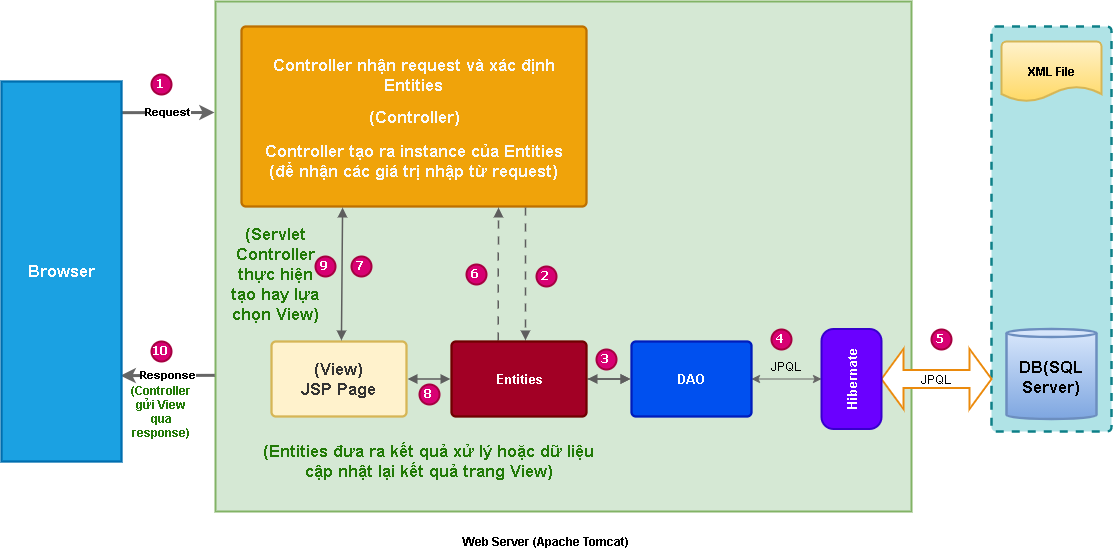 Controller nhận request và xác định
Entities
(Controller)
Controller tạo ra instance của Entities
(để nhận các giá trị nhập từ request)
XML File
1
Request
Browser
(Servlet
Controller
thực hiện
tạo hay lựa
chọn View)
9
7
6
2
10
Response
(Controller
gửi View
qua
response)
(View)
JSP Page
8
Entities
3
DAO
4
JPQL
Hibernate
5
JPQL
DB(SQL
Server)
(Entities đưa ra kết quả xử lý hoặc dữ liệu
cập nhật lại kết quả trang View)
Web Server (Apache Tomcat)